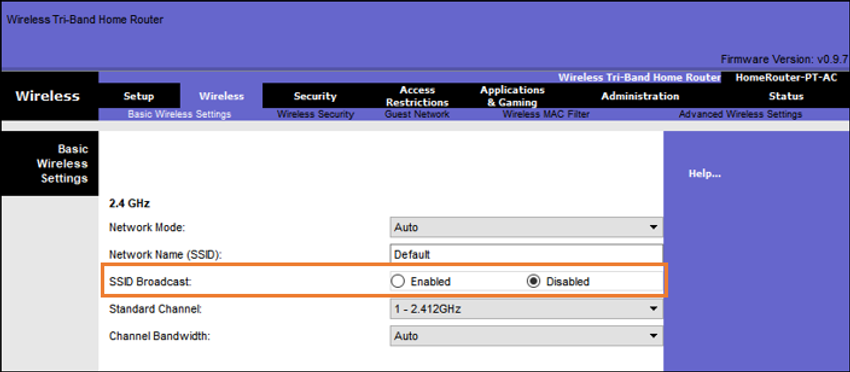 Wireless Tri-Band Home Router
Firmware Version: v0.9.7
Wireless Tri-Band Home Router HomeRouter-PT-AC
Wireless
Setup Wireless Security Access Restrictions Applications & Gaming Administration Status
Basic Wireless Settings Wireless Security Guest Network Wireless MAC Filter Advanced Wireless Settings
Basic
Wireless
Settings
Help...
2.4 GHz
Network Mode: Auto
Network Name (SSID): Default
SSID Broadcast: Enabled Disabled
Standard Channel: 1 - 2.412GHz
Channel Bandwidth: Auto